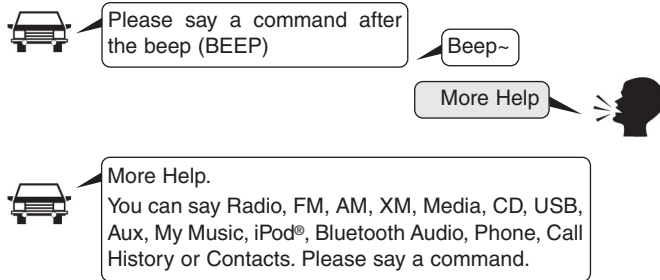 Please say a command after
the beep (BEEP)
Beep~
More Help
More Help.
You can say Radio, FM, AM, XM, Media, CD, USB,
Aux, My Music, iPod®, Bluetooth Audio, Phone, Call
History or Contacts. Please say a command.